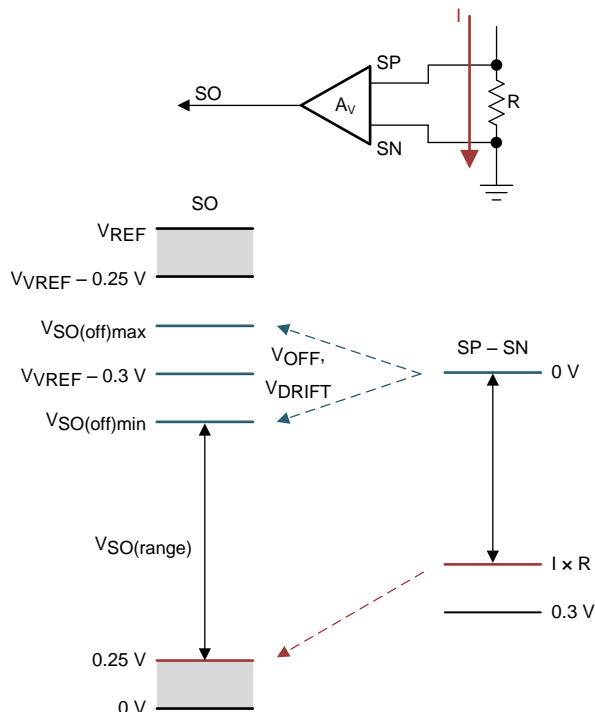 I
SP
SO
AV
R
SN
SO
VREF
VVREF – 0.25 V
VSO(off)max
VOFF,
SP – SN
VVREF – 0.3 V
0 V
VDRIFT
VSO(off)min
VSO(range)
I × R
0.3 V
0.25 V
0 V